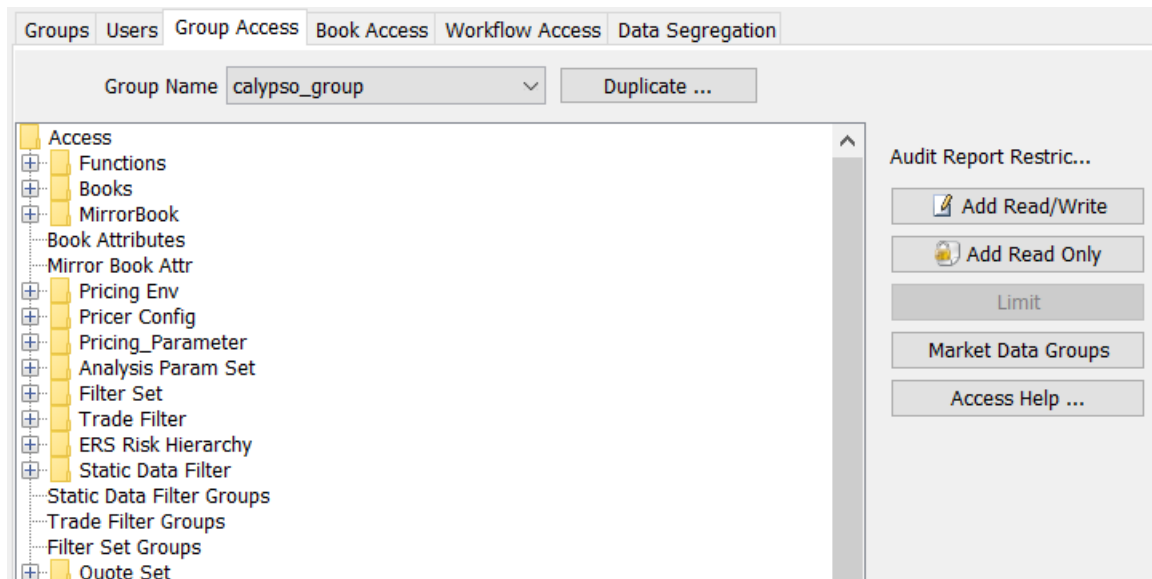 Groups Users Group Access Book Access Workflow Access Data Segregation
Group Name calypso_group Duplicate ...
Access
Functions
Books
MirrorBook
Book Attributes
Mirror Book Attr
Pricing Env
Pricer Config
Pricing_Parameter
Analysis Param Set
Filter Set
Trade Filter
ERS Risk Hierarchy
Static Data Filter
Static Data Filter Groups
Trade Filter Groups
Filter Set Groups
Quote Set
Audit Report Restric...
Add Read/Write
Add Read Only
Limit
Market Data Groups
Access Help ...